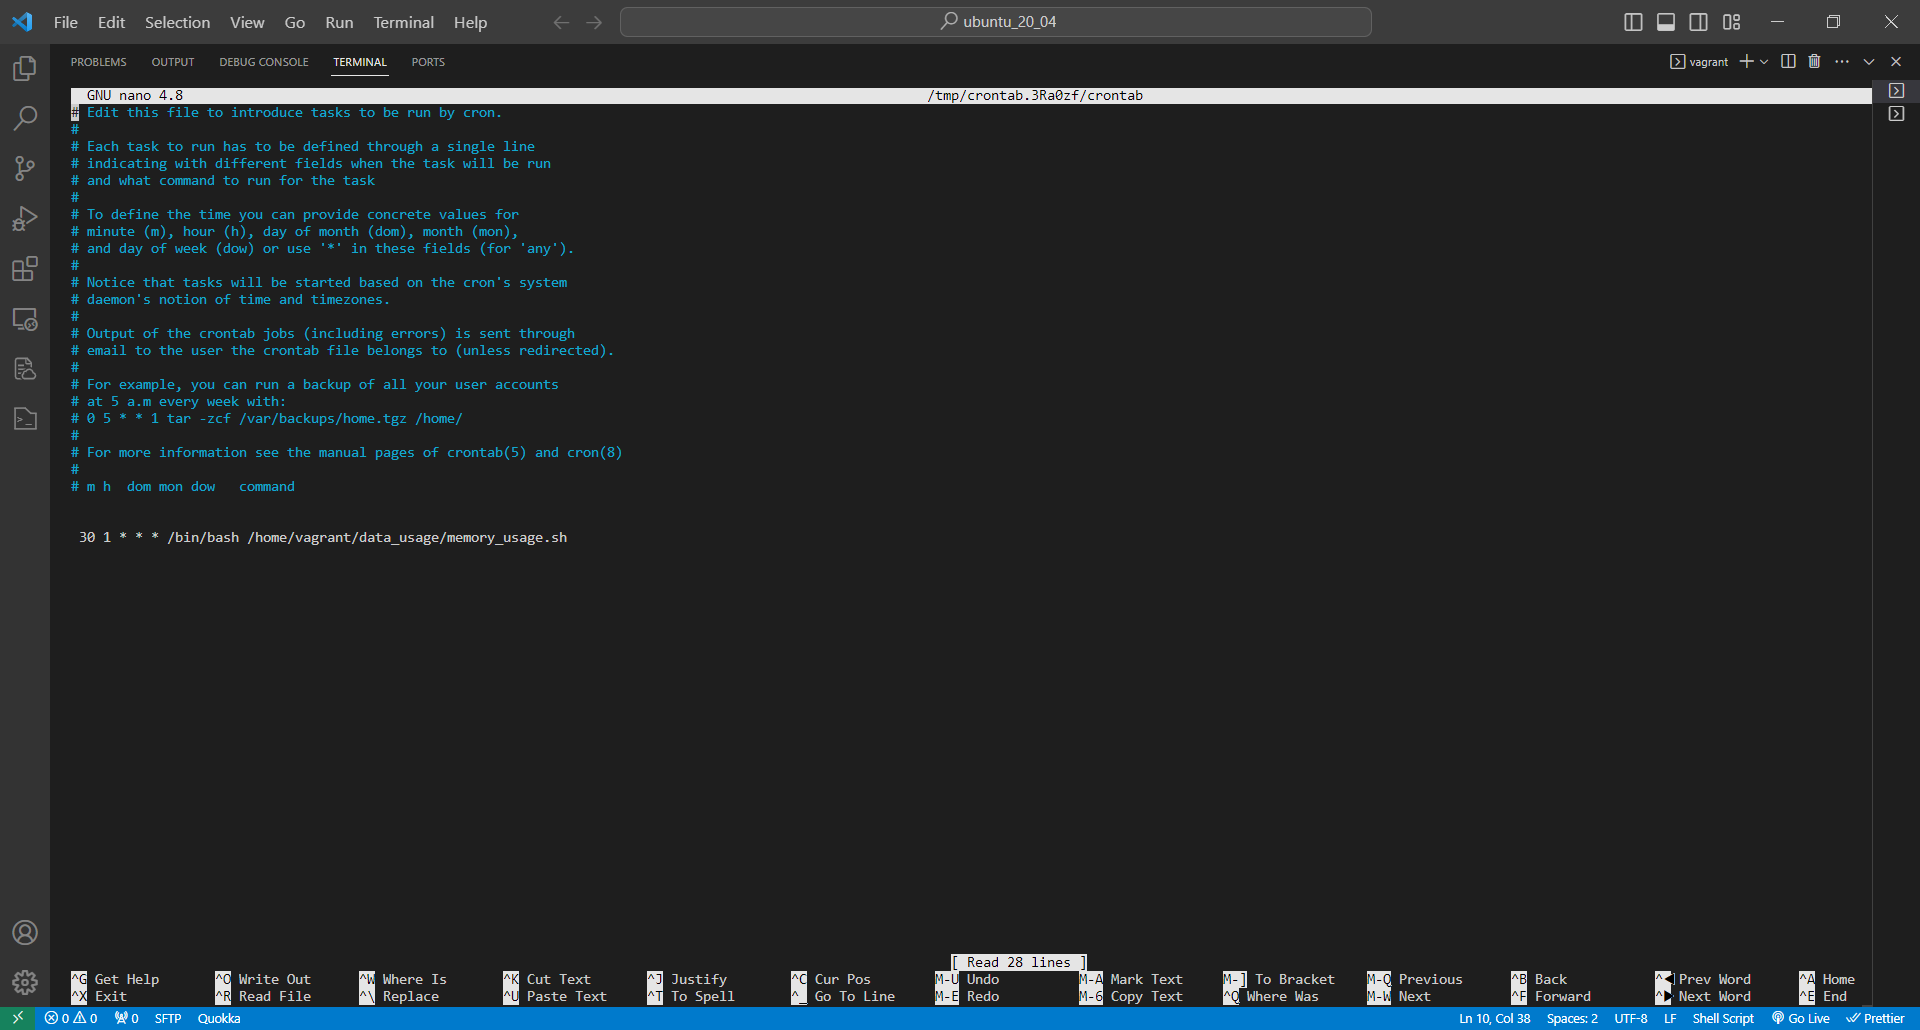 File Edit Selection View Go Run Terminal Help
ubuntu_20_04
PROBLEMS OUTPUT DEBUG CONSOLE TERMINAL PORTS
vagrant
GNU nano 4.8 /tmp/crontab.3Ra0zf/crontab
# Edit this file to introduce tasks to be run by cron.
#
# Each task to run has to be defined through a single line
# indicating with different fields when the task will be run
# and what command to run for the task
#
# To define the time you can provide concrete values for
# minute (m), hour (h), day of month (dom), month (mon),
# and day of week (dow) or use '*' in these fields (for 'any').
#
# Notice that tasks will be started based on the cron's system
# daemon's notion of time and timezones.
#
# Output of the crontab jobs (including errors) is sent through
# email to the user the crontab file belongs to (unless redirected).
#
# For example, you can run a backup of all your user accounts
# at 5 a.m every week with:
# 0 5 * * 1 tar -zcf /var/backups/home.tgz /home/
#
# For more information see the manual pages of crontab(5) and cron(8)
#
# m h  dom mon dow   command
30 1 * * * /bin/bash /home/vagrant/data_usage/memory_usage.sh
[ Read 28 lines ]
^G Get Help ^O Write Out ^W Where Is ^K Cut Text ^J Justify ^C Cur Pos M-U Undo M-A Mark Text M-] To Bracket M-Q Previous ^B Back ^◀ Prev Word ^A Home
^X Exit ^R Read File ^\ Replace ^U Paste Text ^T To Spell ^_ Go To Line M-E Redo M-6 Copy Text ^Q Where Was M-W Next ^F Forward ^▶ Next Word ^E End
0 0 0 SFTP Quokka Ln 10, Col 38 Spaces: 2 UTF-8 LF Shell Script Go Live Prettier